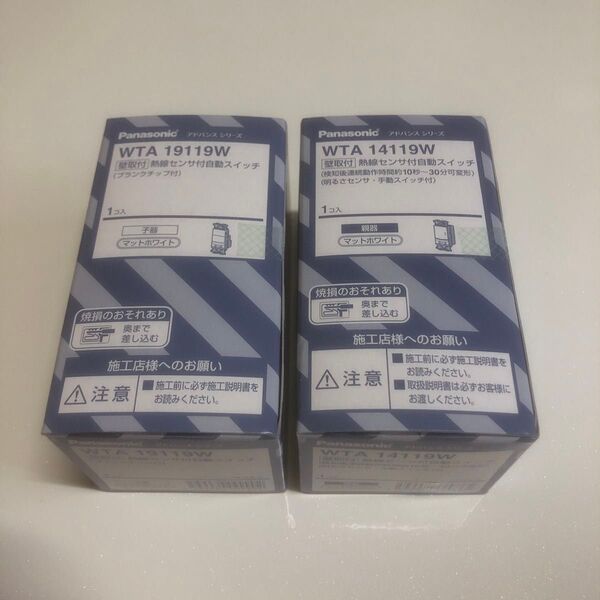 Panasonic アドバンス シリーズ
WTA 19119W
壁取付 熱線センサ付自動スイッチ
(ブランクチップ付)
1コ入
子器
マットホワイト
焼損のおそれあり
奥まで
差し込む
施工店様へのお願い
注意
■施工前に必ず施工説明書を
お読みください。
WTA 19119W
Panasonic アドバンス シリーズ
WTA 14119W
壁取付 熱線センサ付自動スイッチ
(検知後連続動作時間約10秒~30分可変形)
(明るさセンサ・手動スイッチ付)
1コ入
親器
マットホワイト
焼損のおそれあり
奥まで
差し込む
施工店様へのお願い
注意
■施工前に必ず施工説明書を
お読みください。
■取扱説明書は必ずお客様に
お渡しください。
Panasonic
WTA 14119W